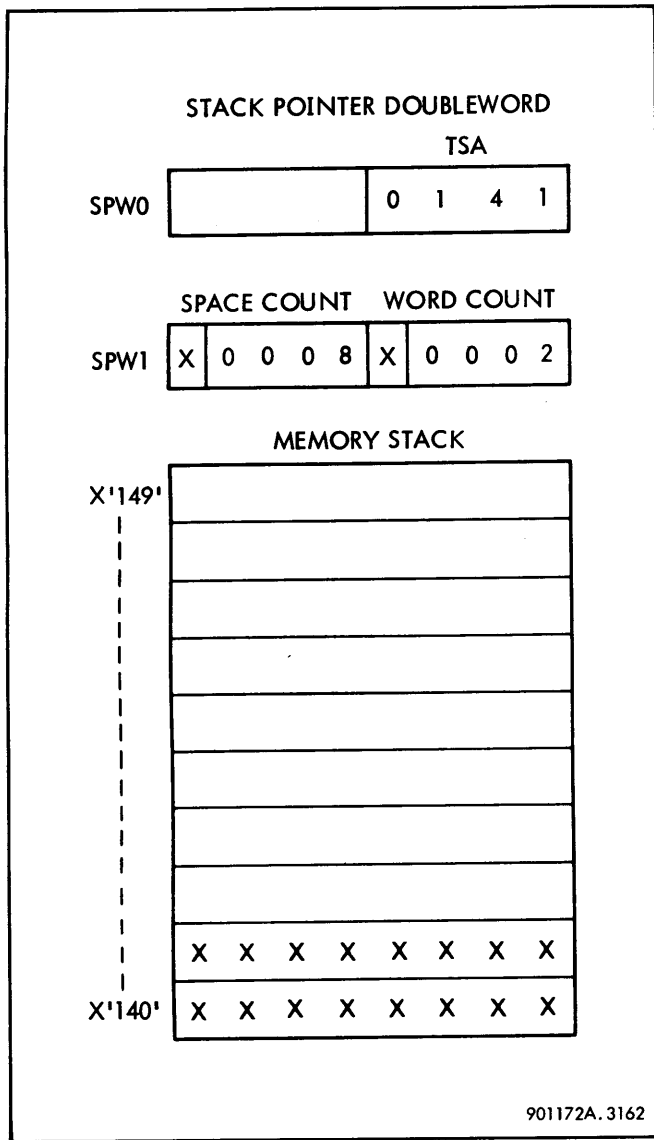 STACK POINTER DOUBLEWORD
TSA
SPW0 0 1 4 1
SPACE COUNT WORD COUNT
SPW1 X 0 0 0 8 X 0 0 0 2
MEMORY STACK
X'149'
X X X X X X X X
X'140' X X X X X X X X
901172A.3162